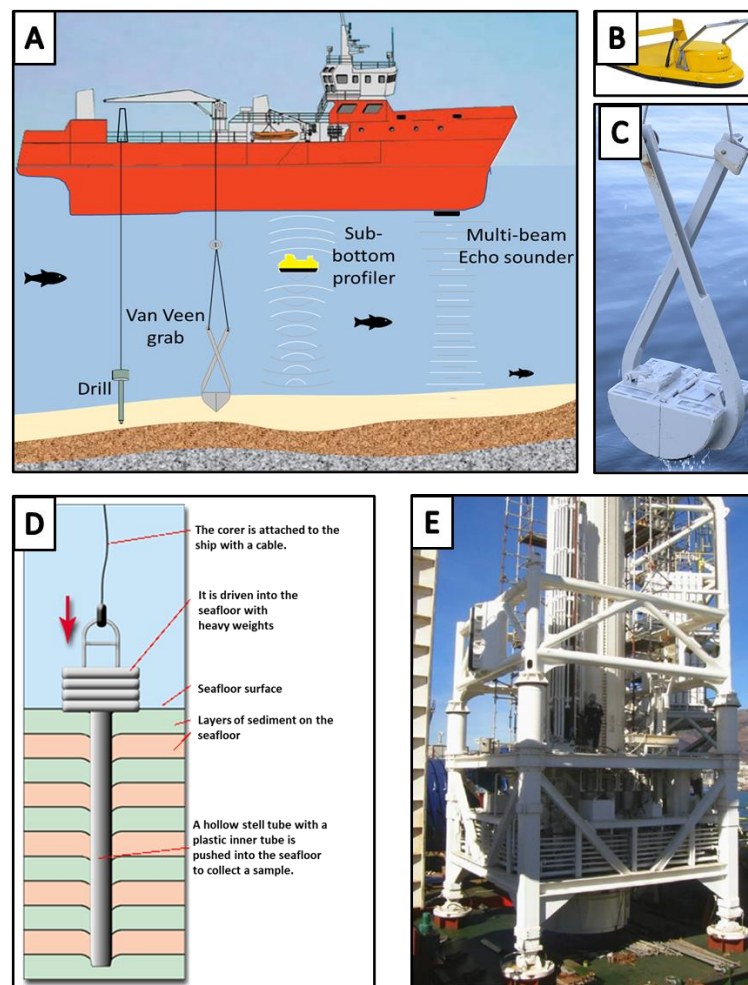 A
Sub-
bottom
profiler
Multi-beam
Echo sounder
Van Veen
grab
Drill
B
C
D
The corer is attached to the
ship with a cable.
It is driven into the
seafloor with
heavy weights
Seafloor surface
Layers of sediment on the
seafloor
A hollow stell tube with a
plastic inner tube is
pushed into the seafloor
to collect a sample.
E